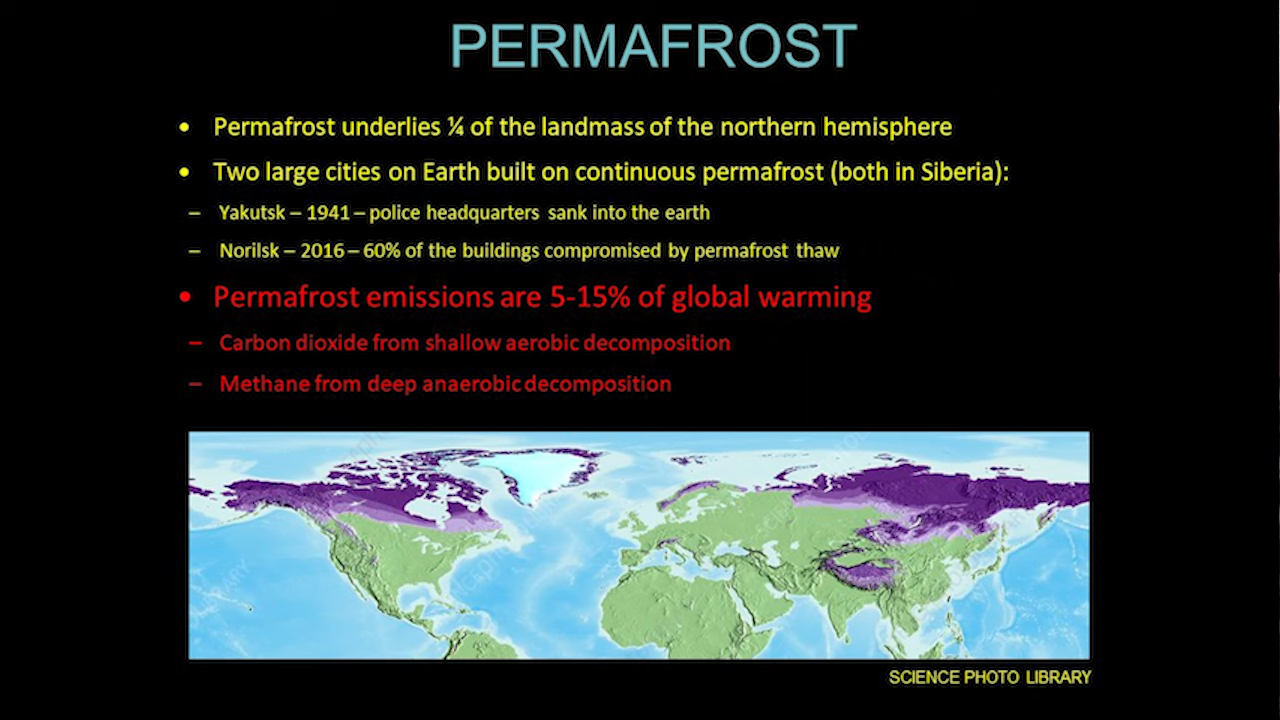 PERMAFROST
• Permafrost underlies ¼ of the landmass of the northern hemisphere
• Two large cities on Earth built on continuous permafrost (both in Siberia):
– Yakutsk – 1941 – police headquarters sank into the earth
– Norilsk – 2016 – 60% of the buildings compromised by permafrost thaw
• Permafrost emissions are 5-15% of global warming
– Carbon dioxide from shallow aerobic decomposition
– Methane from deep anaerobic decomposition
SCIENCE PHOTO LIBRARY